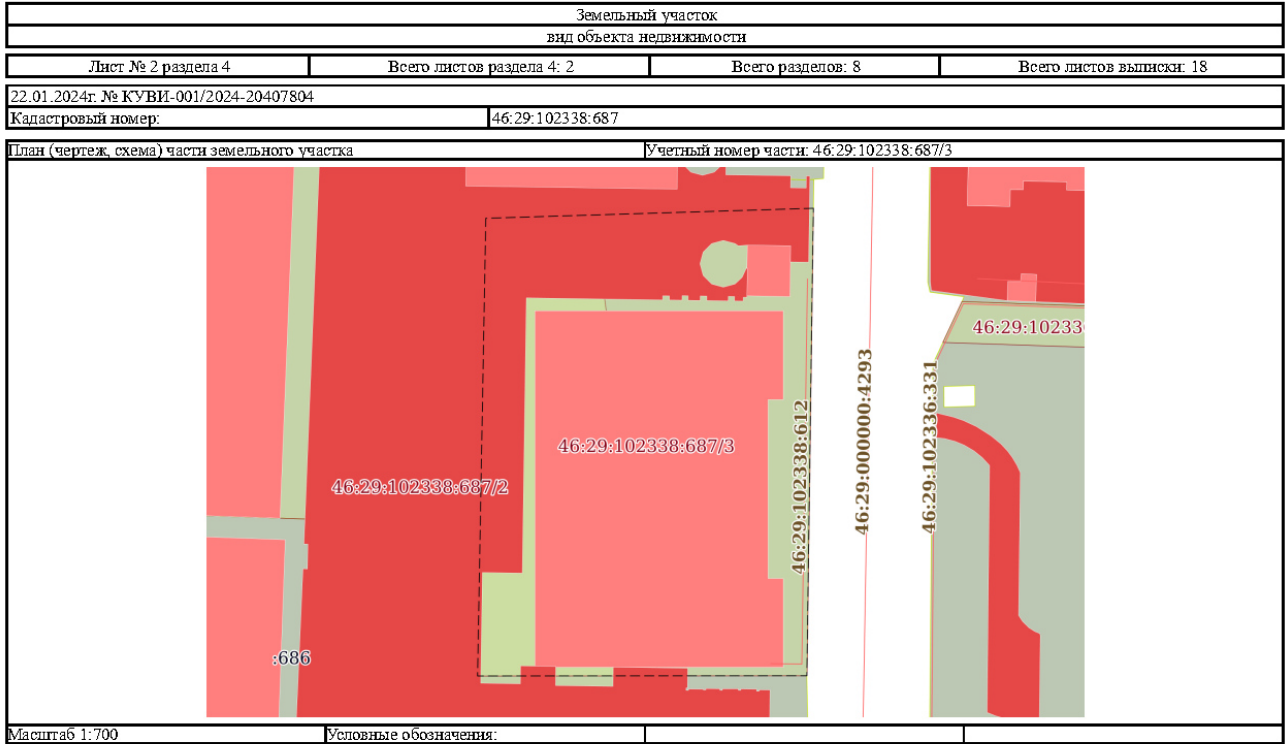 Земельный участок
вид объекта недвижимости
Лист № 2 раздела 4 Всего листов раздела 4: 2 Всего разделов: 8 Всего листов выписки: 18
22.01.2024г. № КУВИ-001/2024-20407804
Кадастровый номер: 46:29:102338:687
План (чертеж, схема) части земельного участка Учетный номер части: 46:29:102338:687/3
46:29:10233
46:29:102338:687/3
46:29:102338:687/2
46:29:102338:612
46:29:000000:4293
46:29:102336:331
:686
Масштаб 1:700 Условные обозначения: